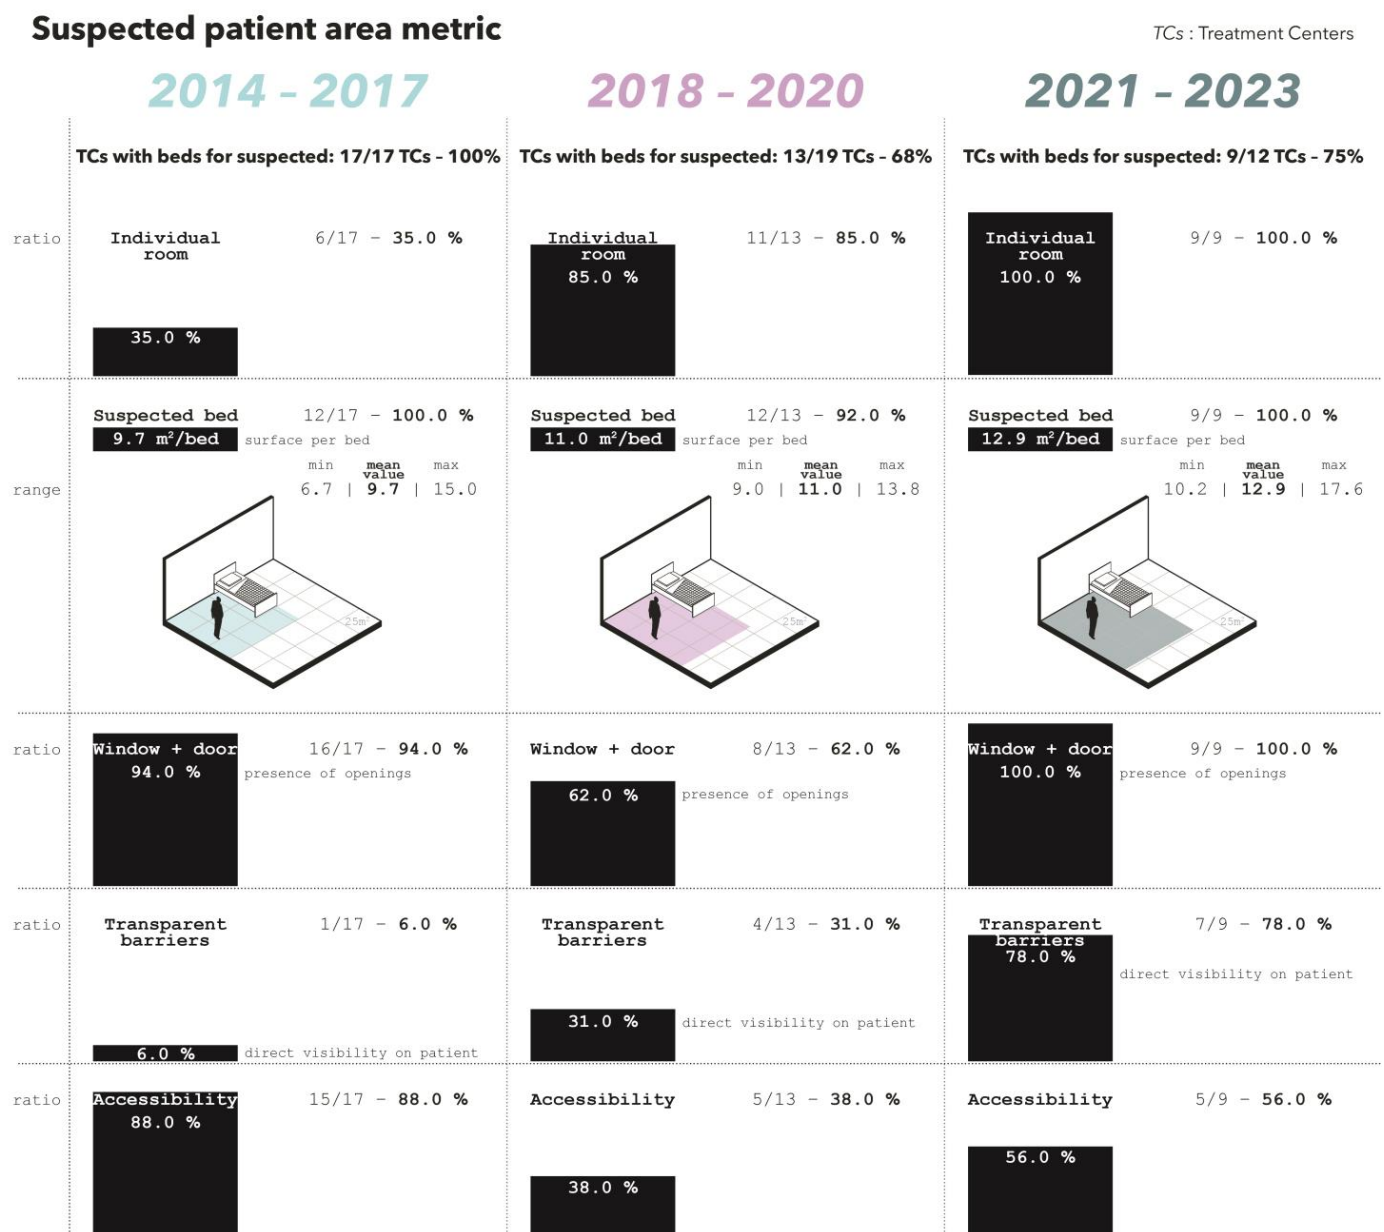 Suspected patient area metric
TCs : Treatment Centers
2014 – 2017
2018 – 2020
2021 – 2023
TCs with beds for suspected: 17/17 TCs – 100%
TCs with beds for suspected: 13/19 TCs – 68%
TCs with beds for suspected: 9/12 TCs – 75%
ratio
Individual
room
6/17 – 35.0 %
35.0 %
Individual
room
85.0 %
11/13 – 85.0 %
Individual
room
100.0 %
9/9 – 100.0 %
range
Suspected bed
12/17 – 100.0 %
9.7 m²/bed
surface per bed
min
mean
value
max
6.7 | 9.7 | 15.0
25m²
Suspected bed
12/13 – 92.0 %
11.0 m²/bed
surface per bed
min
mean
value
max
9.0 | 11.0 | 13.8
25m²
Suspected bed
9/9 – 100.0 %
12.9 m²/bed
surface per bed
min
mean
value
max
10.2 | 12.9 | 17.6
25m²
ratio
Window + door
16/17 – 94.0 %
94.0 %
presence of openings
Window + door
8/13 – 62.0 %
62.0 %
presence of openings
Window + door
9/9 – 100.0 %
100.0 %
presence of openings
ratio
Transparent
barriers
1/17 – 6.0 %
6.0 %
direct visibility on patient
Transparent
barriers
4/13 – 31.0 %
31.0 %
direct visibility on patient
Transparent
barriers
78.0 %
7/9 – 78.0 %
direct visibility on patient
ratio
Accessibility
15/17 – 88.0 %
88.0 %
Accessibility
5/13 – 38.0 %
38.0 %
Accessibility
5/9 – 56.0 %
56.0 %